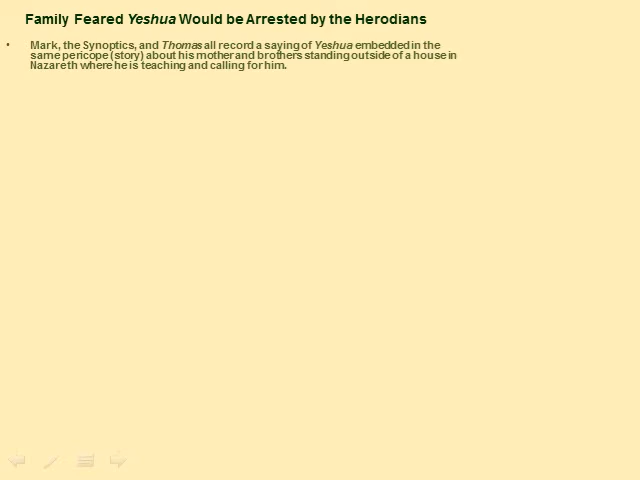 Family Feared Yeshua Would be Arrested by the Herodians
• Mark, the Synoptics, and Thomas all record a saying of Yeshua embedded in the
same pericope (story) about his mother and brothers standing outside of a house in
Nazareth where he is teaching and calling for him.